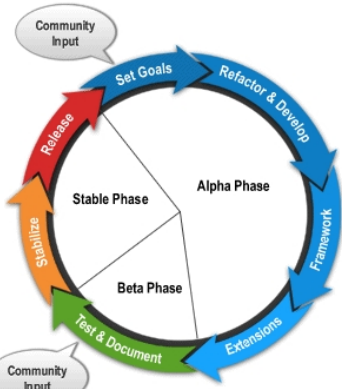 Community
Input
Set Goals
Refactor & Develop
Framework
Extensions
Test & Document
Stabilize
Release
Alpha Phase
Stable Phase
Beta Phase
Community
Input